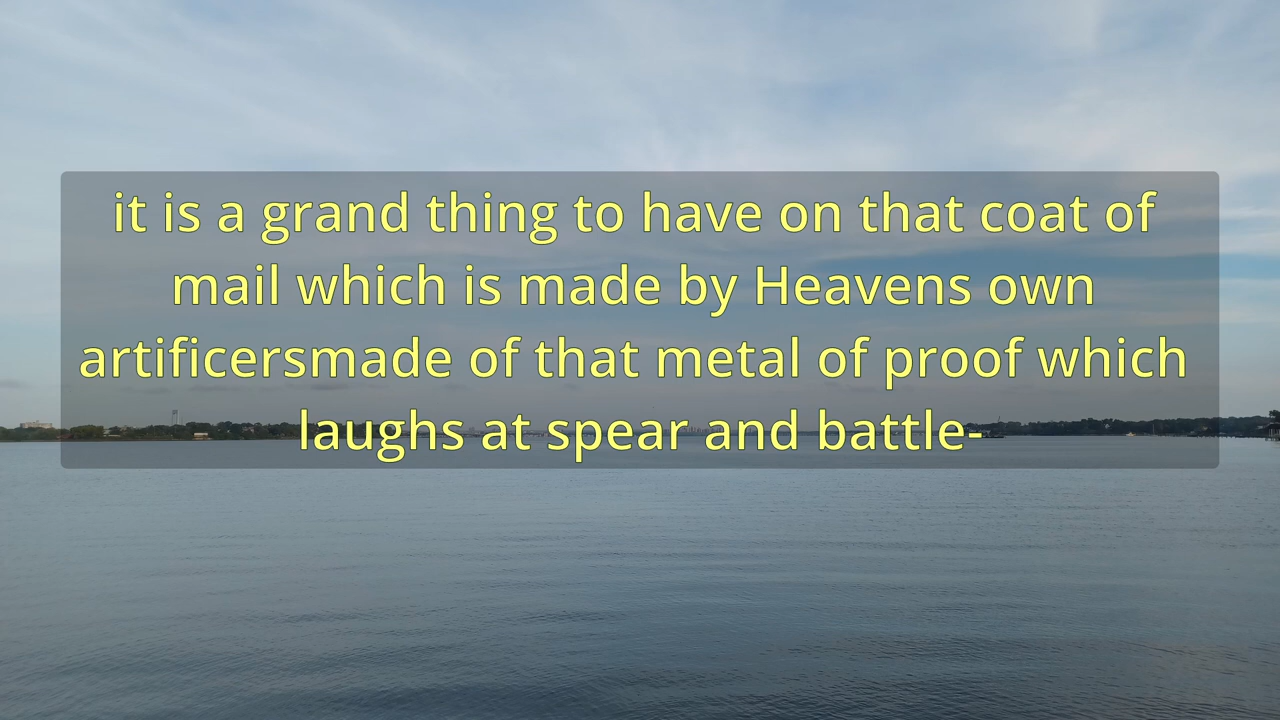 it is a grand thing to have on that coat of
mail which is made by Heavens own
artificersmade of that metal of proof which
laughs at spear and battle-